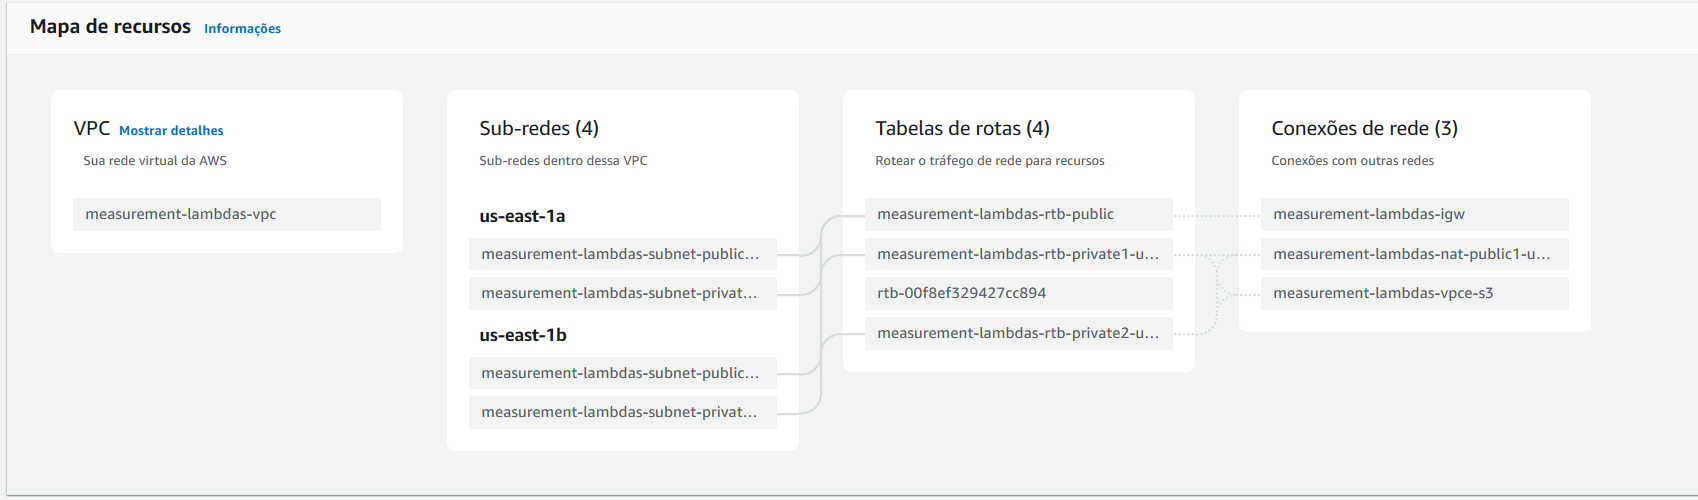 Mapa de recursos Informações
VPC Mostrar detalhes
Sua rede virtual da AWS
measurement-lambdas-vpc
Sub-redes (4)
Sub-redes dentro dessa VPC
us-east-1a
measurement-lambdas-subnet-public...
measurement-lambdas-subnet-privat...
us-east-1b
measurement-lambdas-subnet-public...
measurement-lambdas-subnet-privat...
Tabelas de rotas (4)
Rotear o tráfego de rede para recursos
measurement-lambdas-rtb-public
measurement-lambdas-rtb-private1-u...
rtb-00f8ef329427cc894
measurement-lambdas-rtb-private2-u...
Conexões de rede (3)
Conexões com outras redes
measurement-lambdas-igw
measurement-lambdas-nat-public1-u...
measurement-lambdas-vpce-s3